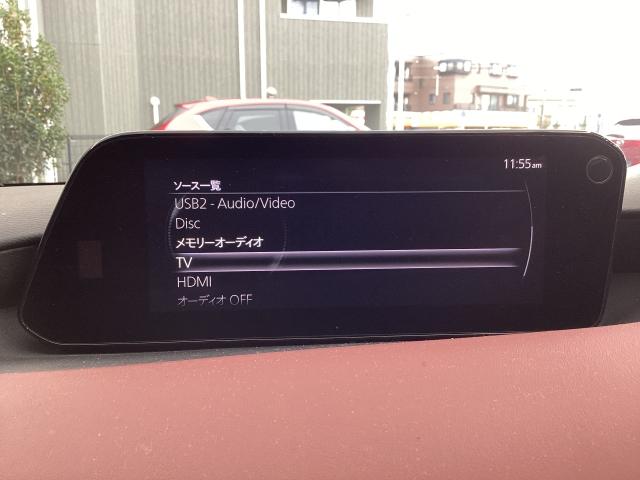 11:55am
ソース一覧
USB2 - Audio/Video
Disc
メモリーオーディオ
TV
HDMI
オーディオ OFF